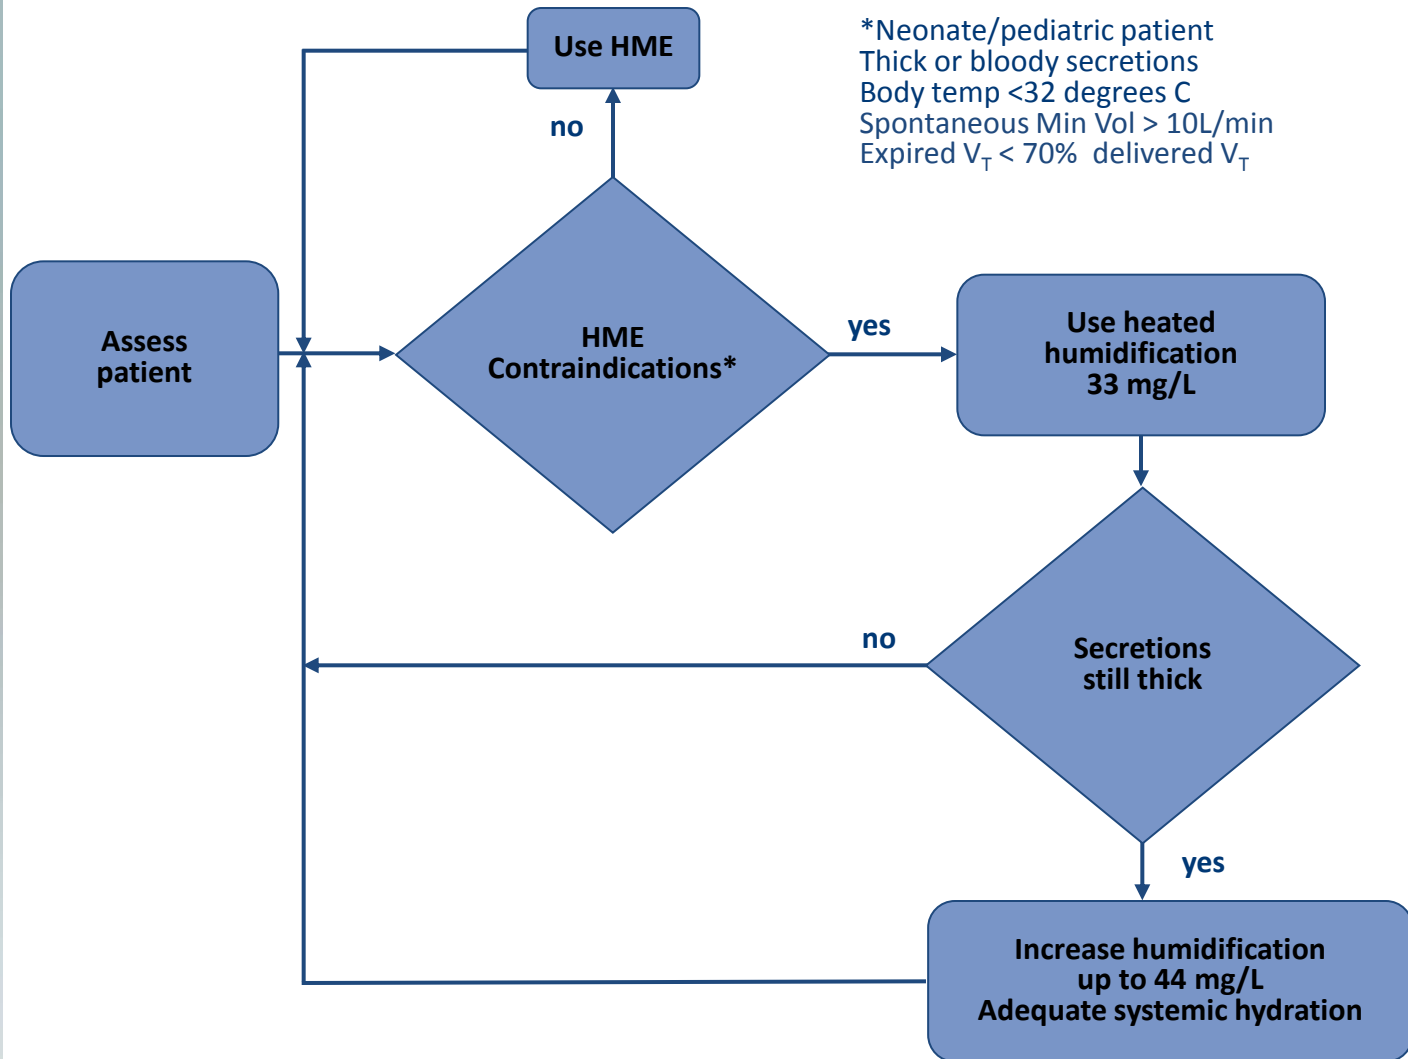 Use HME
*Neonate/pediatric patient
Thick or bloody secretions
Body temp <32 degrees C
Spontaneous Min Vol > 10L/min
Expired V_T < 70%  delivered V_T
no
Assess
patient
HME
Contraindications*
yes
Use heated
humidification
33 mg/L
no
Secretions
still thick
yes
Increase humidification
up to 44 mg/L
Adequate systemic hydration